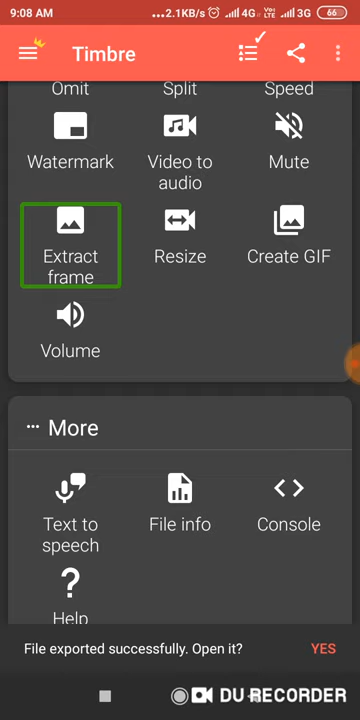 9:08 AM ...2.1KB/s 4G Vo LTE 3G 66
Timbre
Omit Split Speed
Watermark Video to audio Mute
Extract frame Resize Create GIF
Volume
··· More
Text to speech File info Console
?
Help
File exported successfully. Open it? YES
DU RECORDER